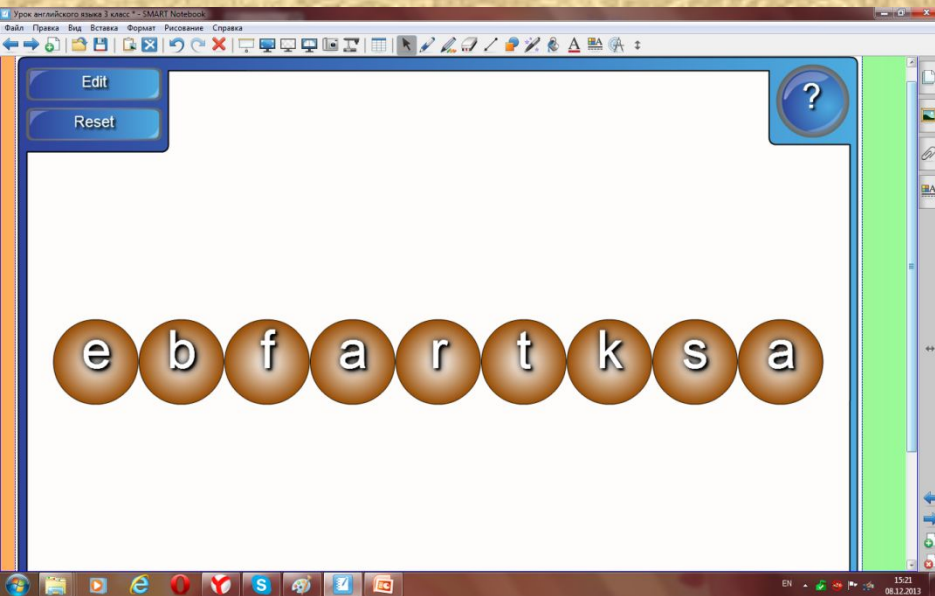 Урок английского языка 3 класс * - SMART Notebook
Файл Правка Вид Вставка Формат Рисование Справка
Edit
?
Reset
e b f a r t k s a
EN
15:21
08.12.2013